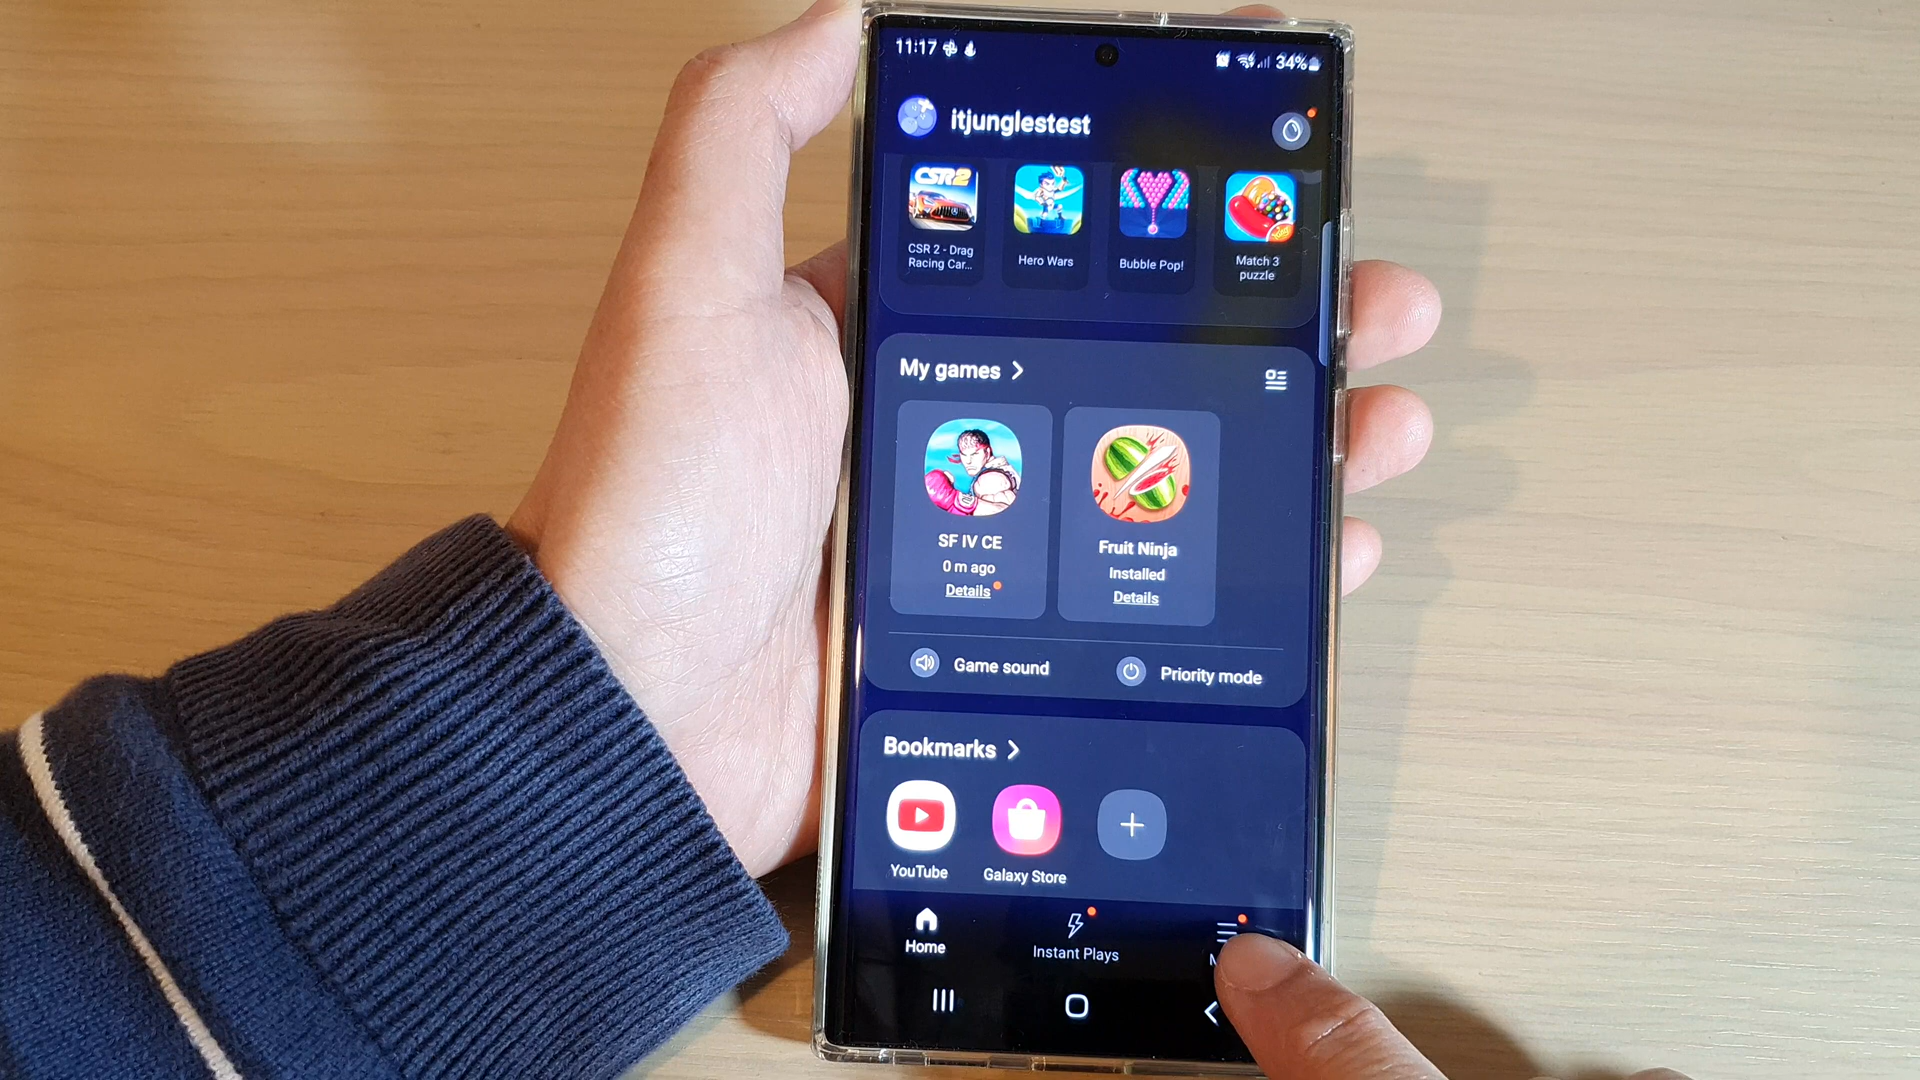 11:17
34%
itjunglestest
CSR2
CSR 2 - Drag
Racing Car...
Hero Wars
Bubble Pop!
Match 3
puzzle
My games
SF IV CE
0 m ago
Details
Fruit Ninja
Installed
Details
Game sound
Priority mode
Bookmarks
YouTube
Galaxy Store
Home
Instant Plays